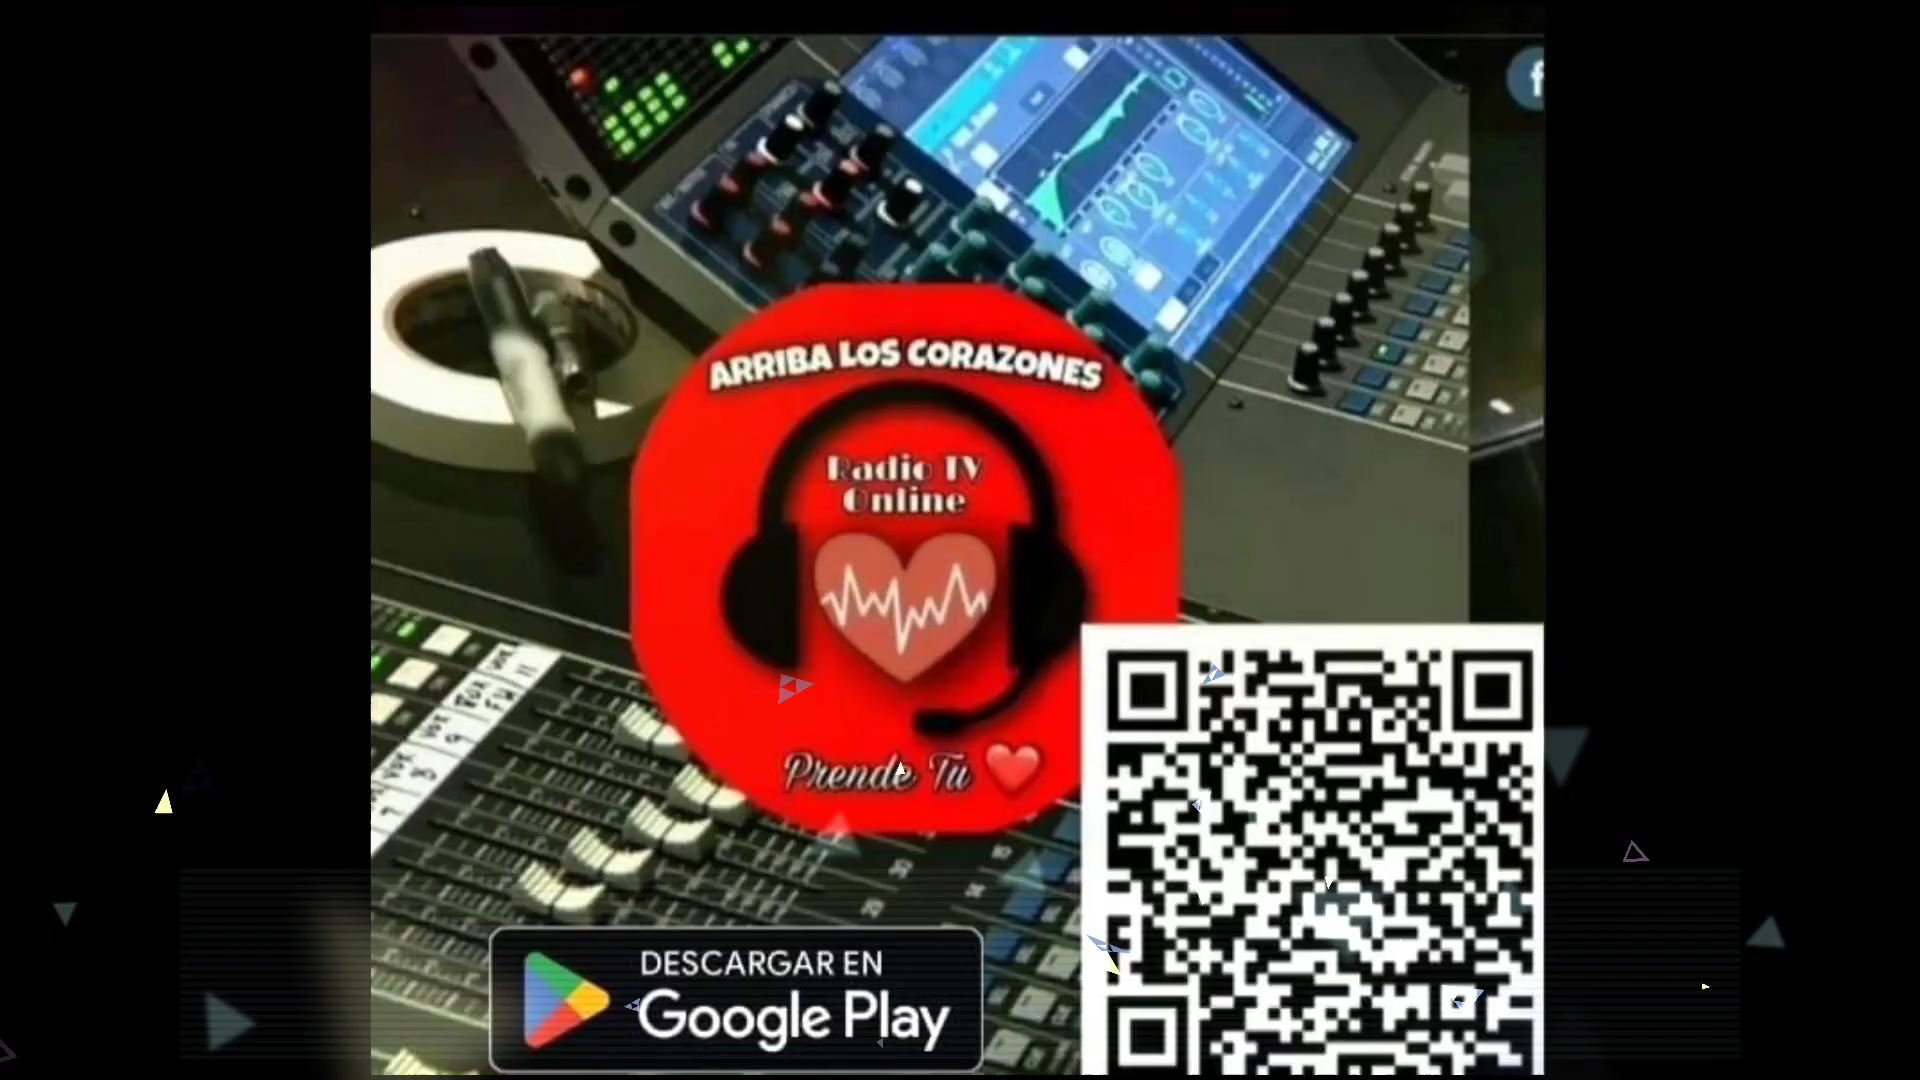 f
ARRIBA LOS CORAZONES
Radio TV
Online
Prende Tu
DESCARGAR EN
Google Play